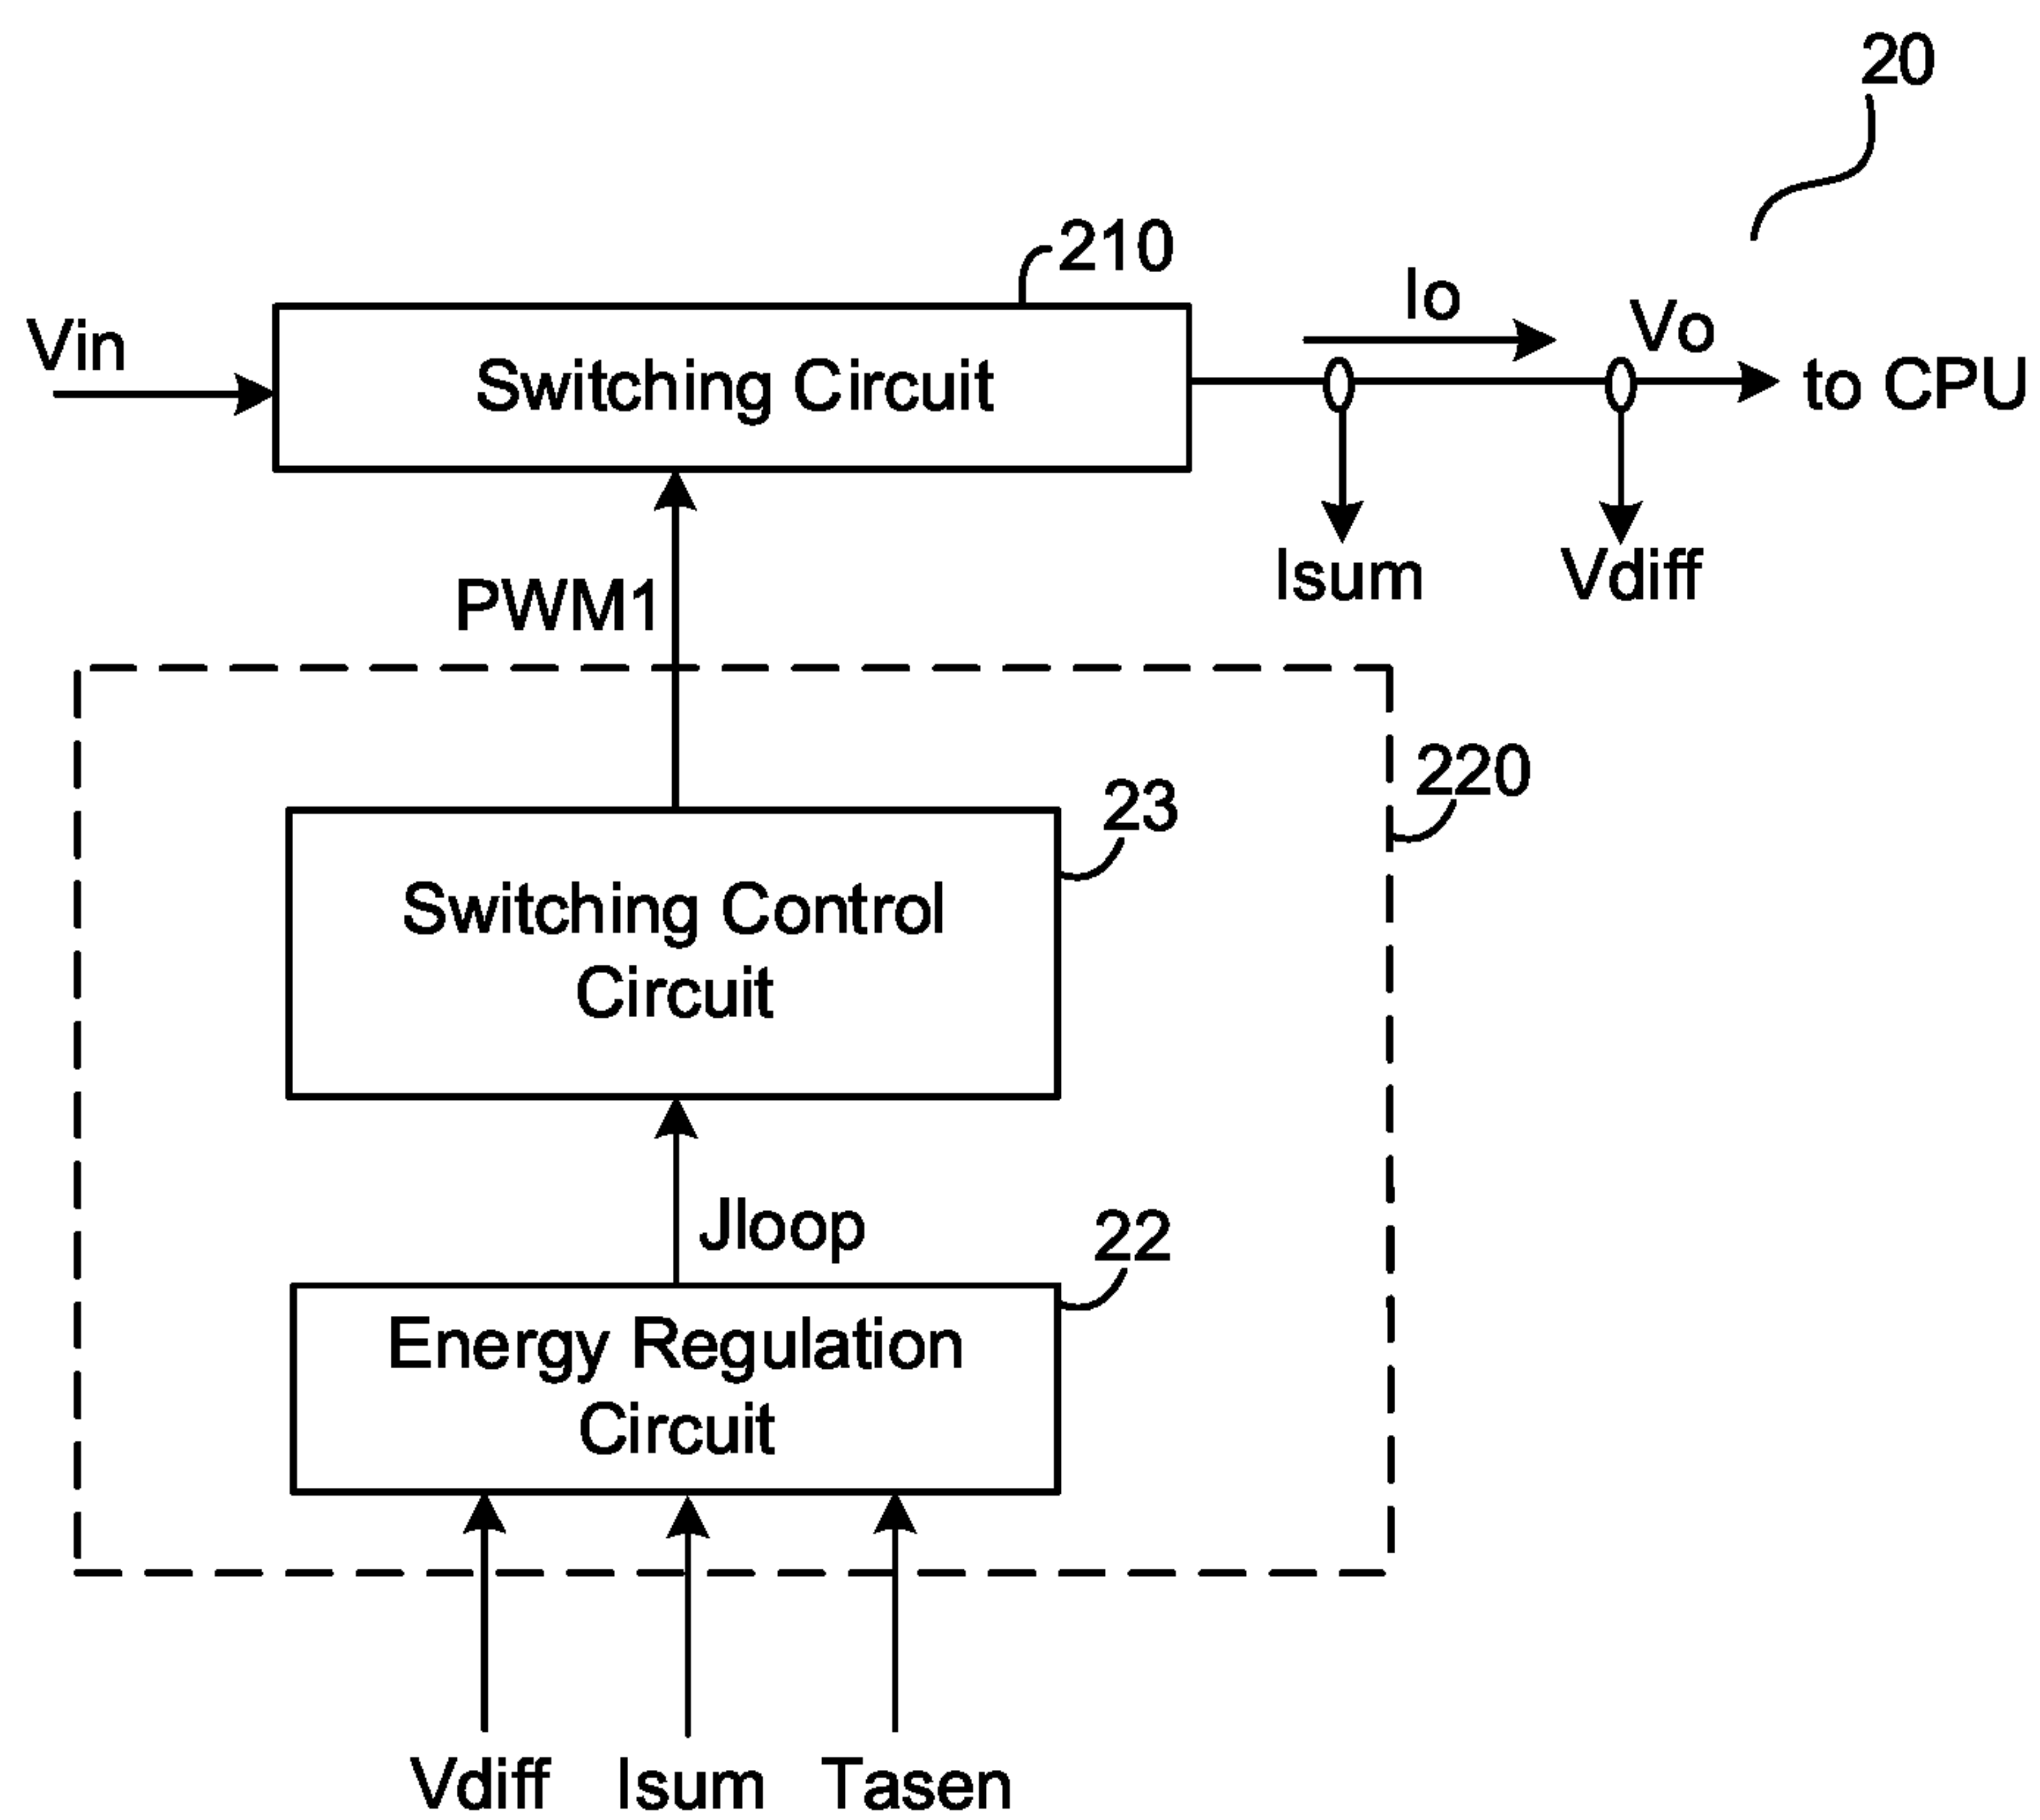 20
210
Vin
Switching Circuit
Io
Vo
to CPU
Isum
Vdiff
PWM1
220
23
Switching Control
Circuit
Jloop
22
Energy Regulation
Circuit
Vdiff
Isum
Tasen